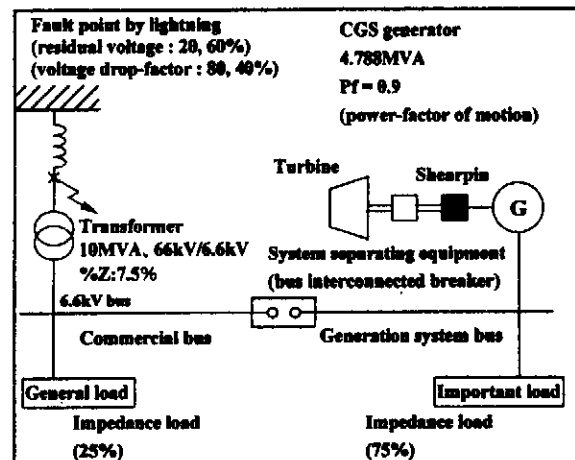 Fault point by lightning
(residual voltage : 20, 60%)
(voltage drop-factor : 80, 40%)
CGS generator
4.788MVA
Pf = 0.9
(power-factor of motion)
Turbine
Shearpin
G
Transformer
10MVA、66kV/6.6kV
%Z:7.5%
System separating equipment
(bus interconnected breaker)
6.6kV bus
Commercial bus
Generation system bus
General load
Important load
Impedance load
(25%)
Impedance load
(75%)